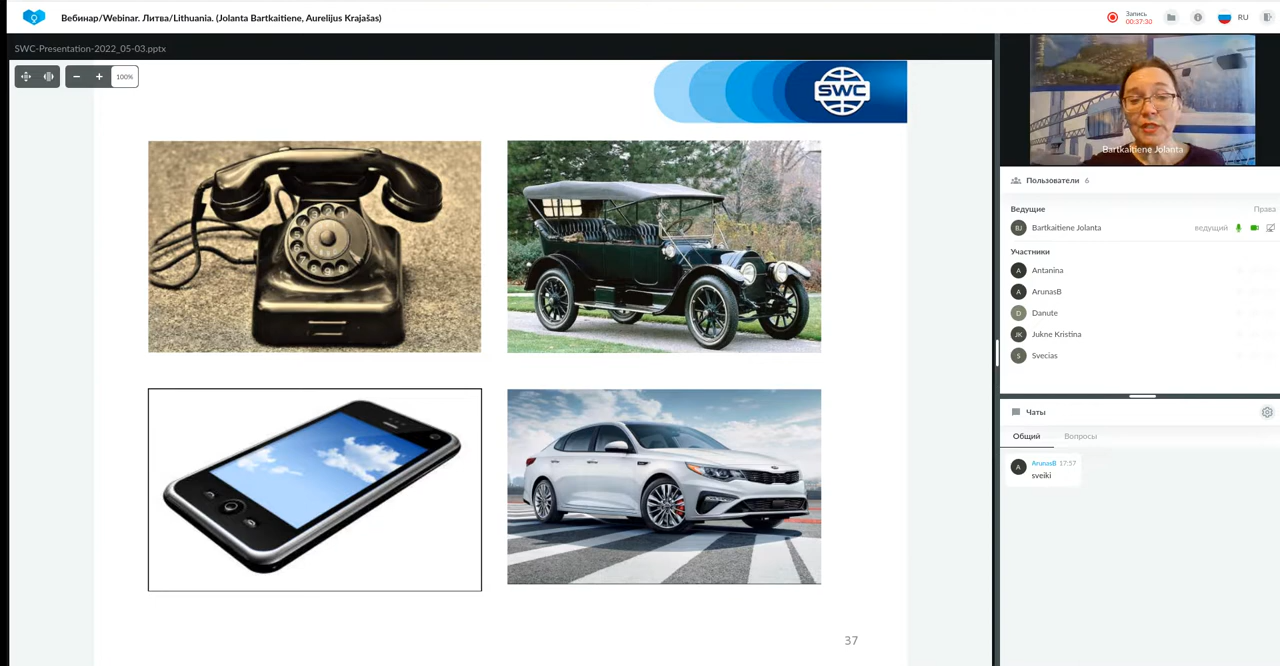 Вебинар/Webinar. Литва/Lithuania. (Jolanta Bartkaitiene, Aurelijus Krajašas)
Запись
00:37:30
RU
SWC-Presentation-2022_05-03.pptx
100%
SWC
37
Bartkaitiene Jolanta
Пользователи 6
Ведущие Права
BJ Bartkaitiene Jolanta ведущий
Участники
A Antanina
A ArunasB
D Danute
JK Jukne Kristina
S Svecias
Чаты
Общий Вопросы
A ArunasB 17:57
sveiki